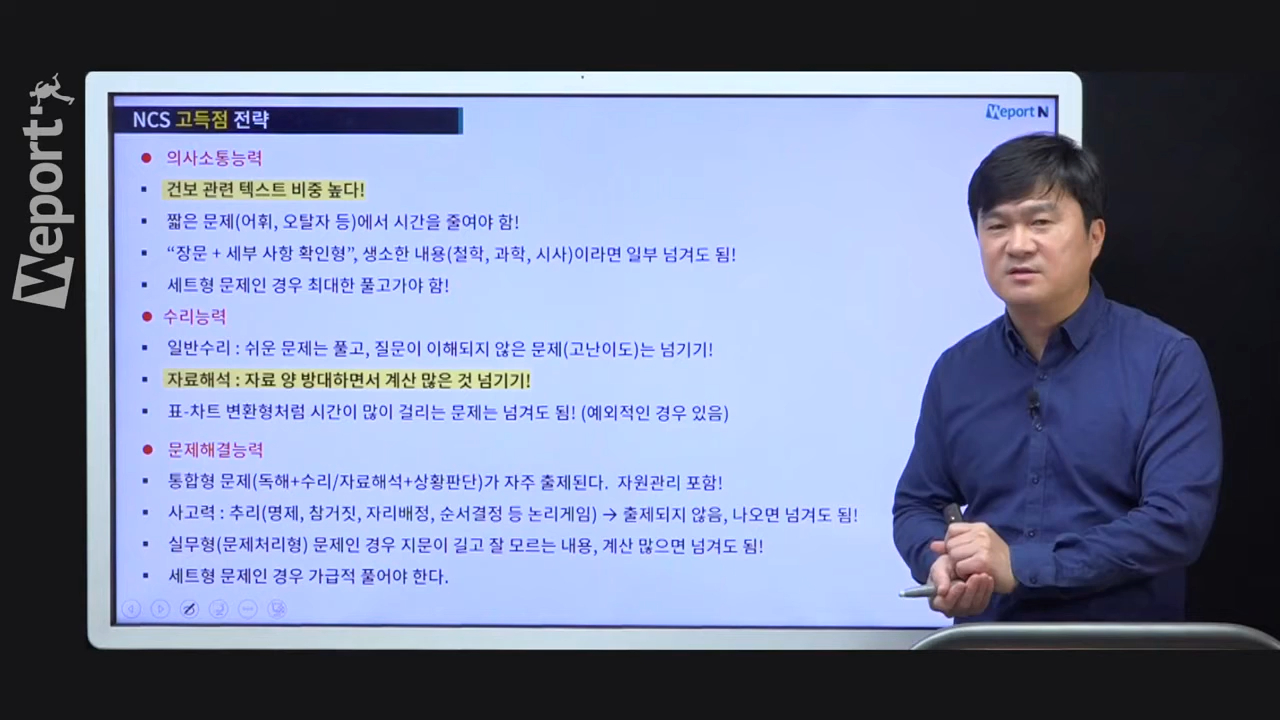 Weport
NCS 고득점 전략
Weport N
의사소통능력
건보 관련 텍스트 비중 높다!
짧은 문제(어휘, 오탈자 등)에서 시간을 줄여야 함!
“장문 + 세부 사항 확인형”, 생소한 내용(철학, 과학, 시사)이라면 일부 넘겨도 됨!
세트형 문제인 경우 최대한 풀고가야 함!
수리능력
일반수리 : 쉬운 문제는 풀고, 질문이 이해되지 않은 문제(고난이도)는 넘기기!
자료해석 : 자료 양 방대하면서 계산 많은 것 넘기기!
표-차트 변환형처럼 시간이 많이 걸리는 문제는 넘겨도 됨! (예외적인 경우 있음)
문제해결능력
통합형 문제(독해+수리/자료해석+상황판단)가 자주 출제된다. 자원관리 포함!
사고력 : 추리(명제, 참거짓, 자리배정, 순서결정 등 논리게임) → 출제되지 않음, 나오면 넘겨도 됨!
실무형(문제처리형) 문제인 경우 지문이 길고 잘 모르는 내용, 계산 많으면 넘겨도 됨!
세트형 문제인 경우 가급적 풀어야 한다.